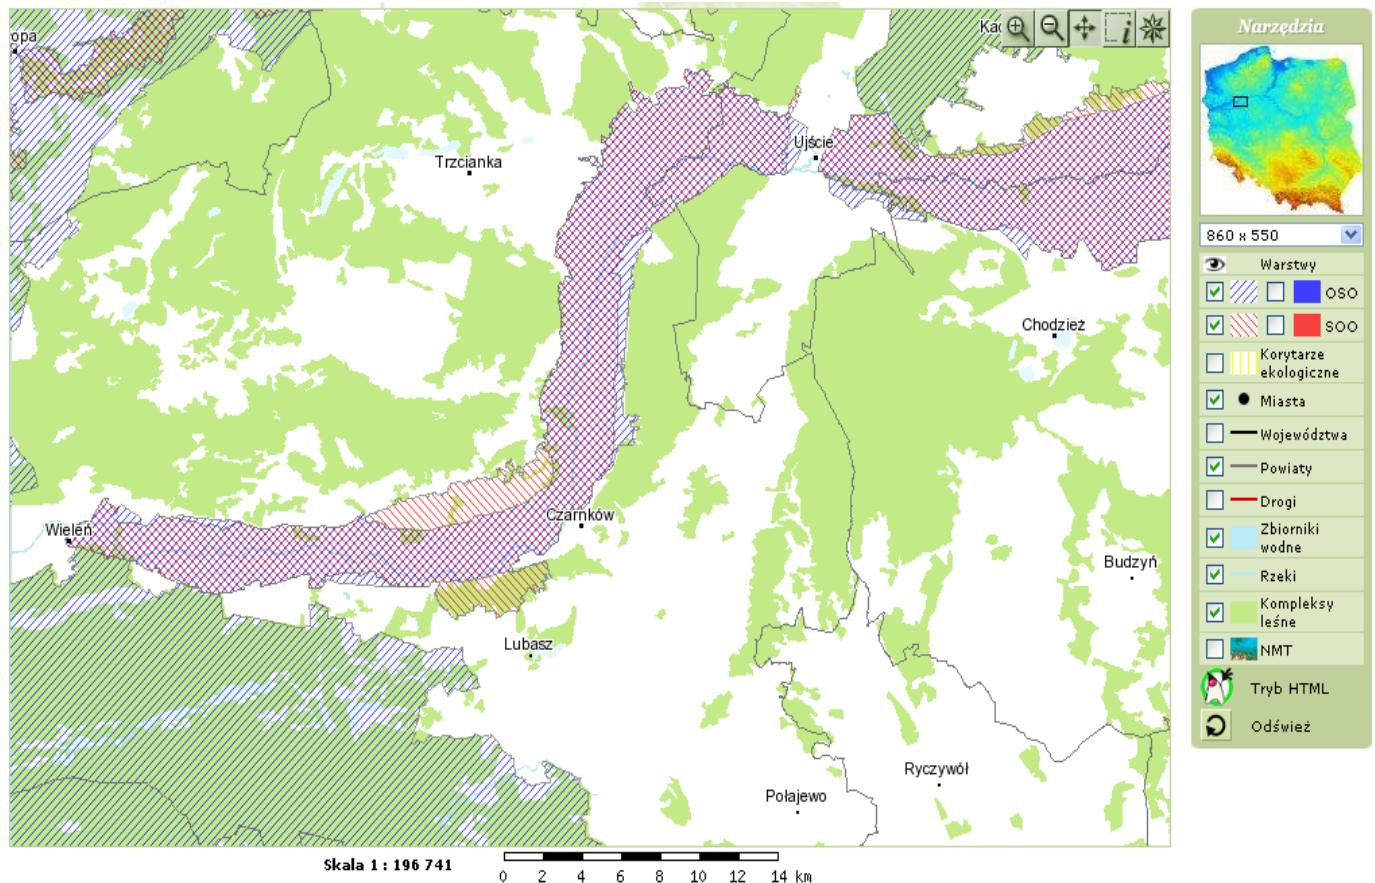 opa
Kac
Trzcianka
Ujście
Chodzież
Wieleń
Czarnków
Budzyń
Lubasz
Ryczywół
Połajewo
Skala 1 : 196 741
0 2 4 6 8 10 12 14 km
Narzędzia
860 x 550
Warstwy
OSO
SOO
Korytarze
ekologiczne
Miasta
Województwa
Powiaty
Drogi
Zbiorniki
wodne
Rzeki
Kompleksy
leśne
NMT
Tryb HTML
Odśwież